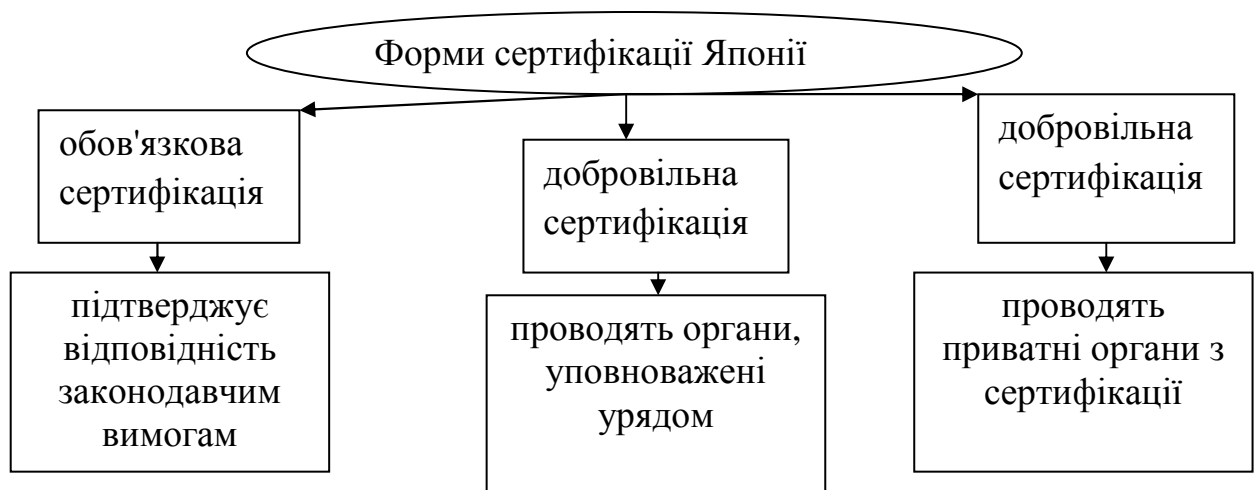 Форми сертифікації Японії
обов'язкова
сертифікація
підтверджує
відповідність
законодавчим
вимогам
добровільна
сертифікація
проводять органи,
уповноважені
урядом
добровільна
сертифікація
проводять
приватні органи з
сертифікації